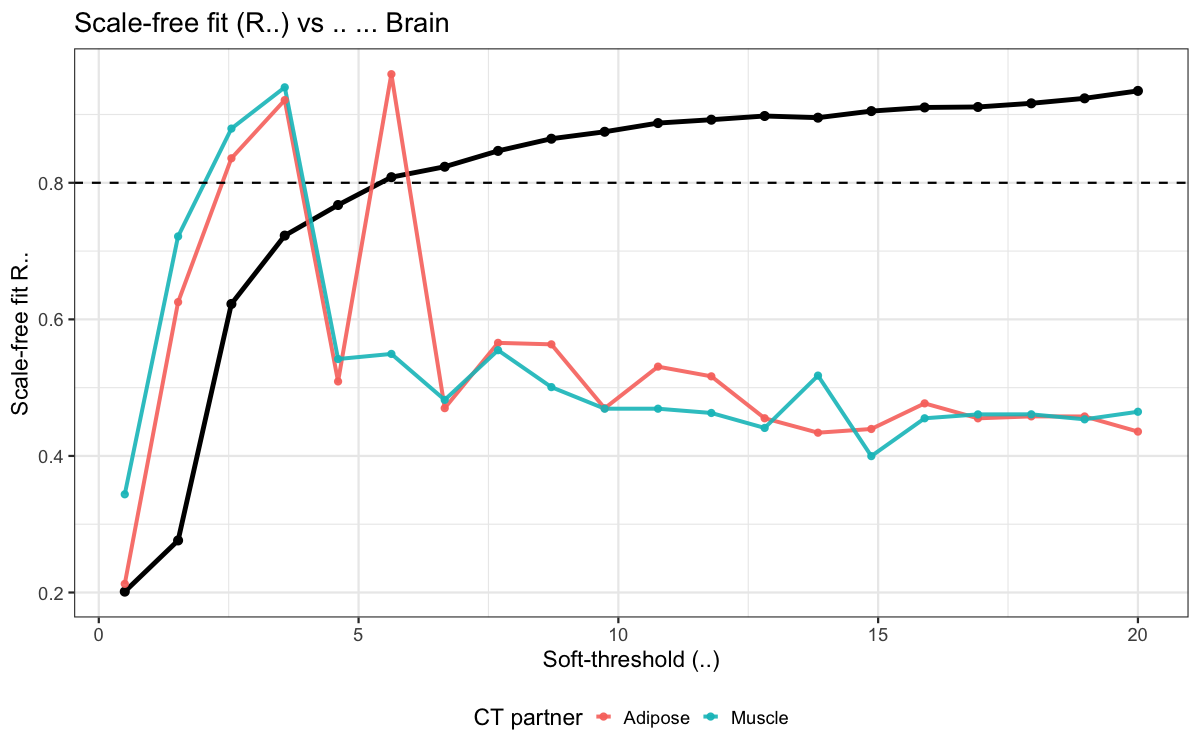 Scale-free fit (R..) vs .. ... Brain
Scale-free fit R..
0.8
0.6
0.4
0.2
0 5 10 15 20
Soft-threshold (..)
CT partner Adipose Muscle